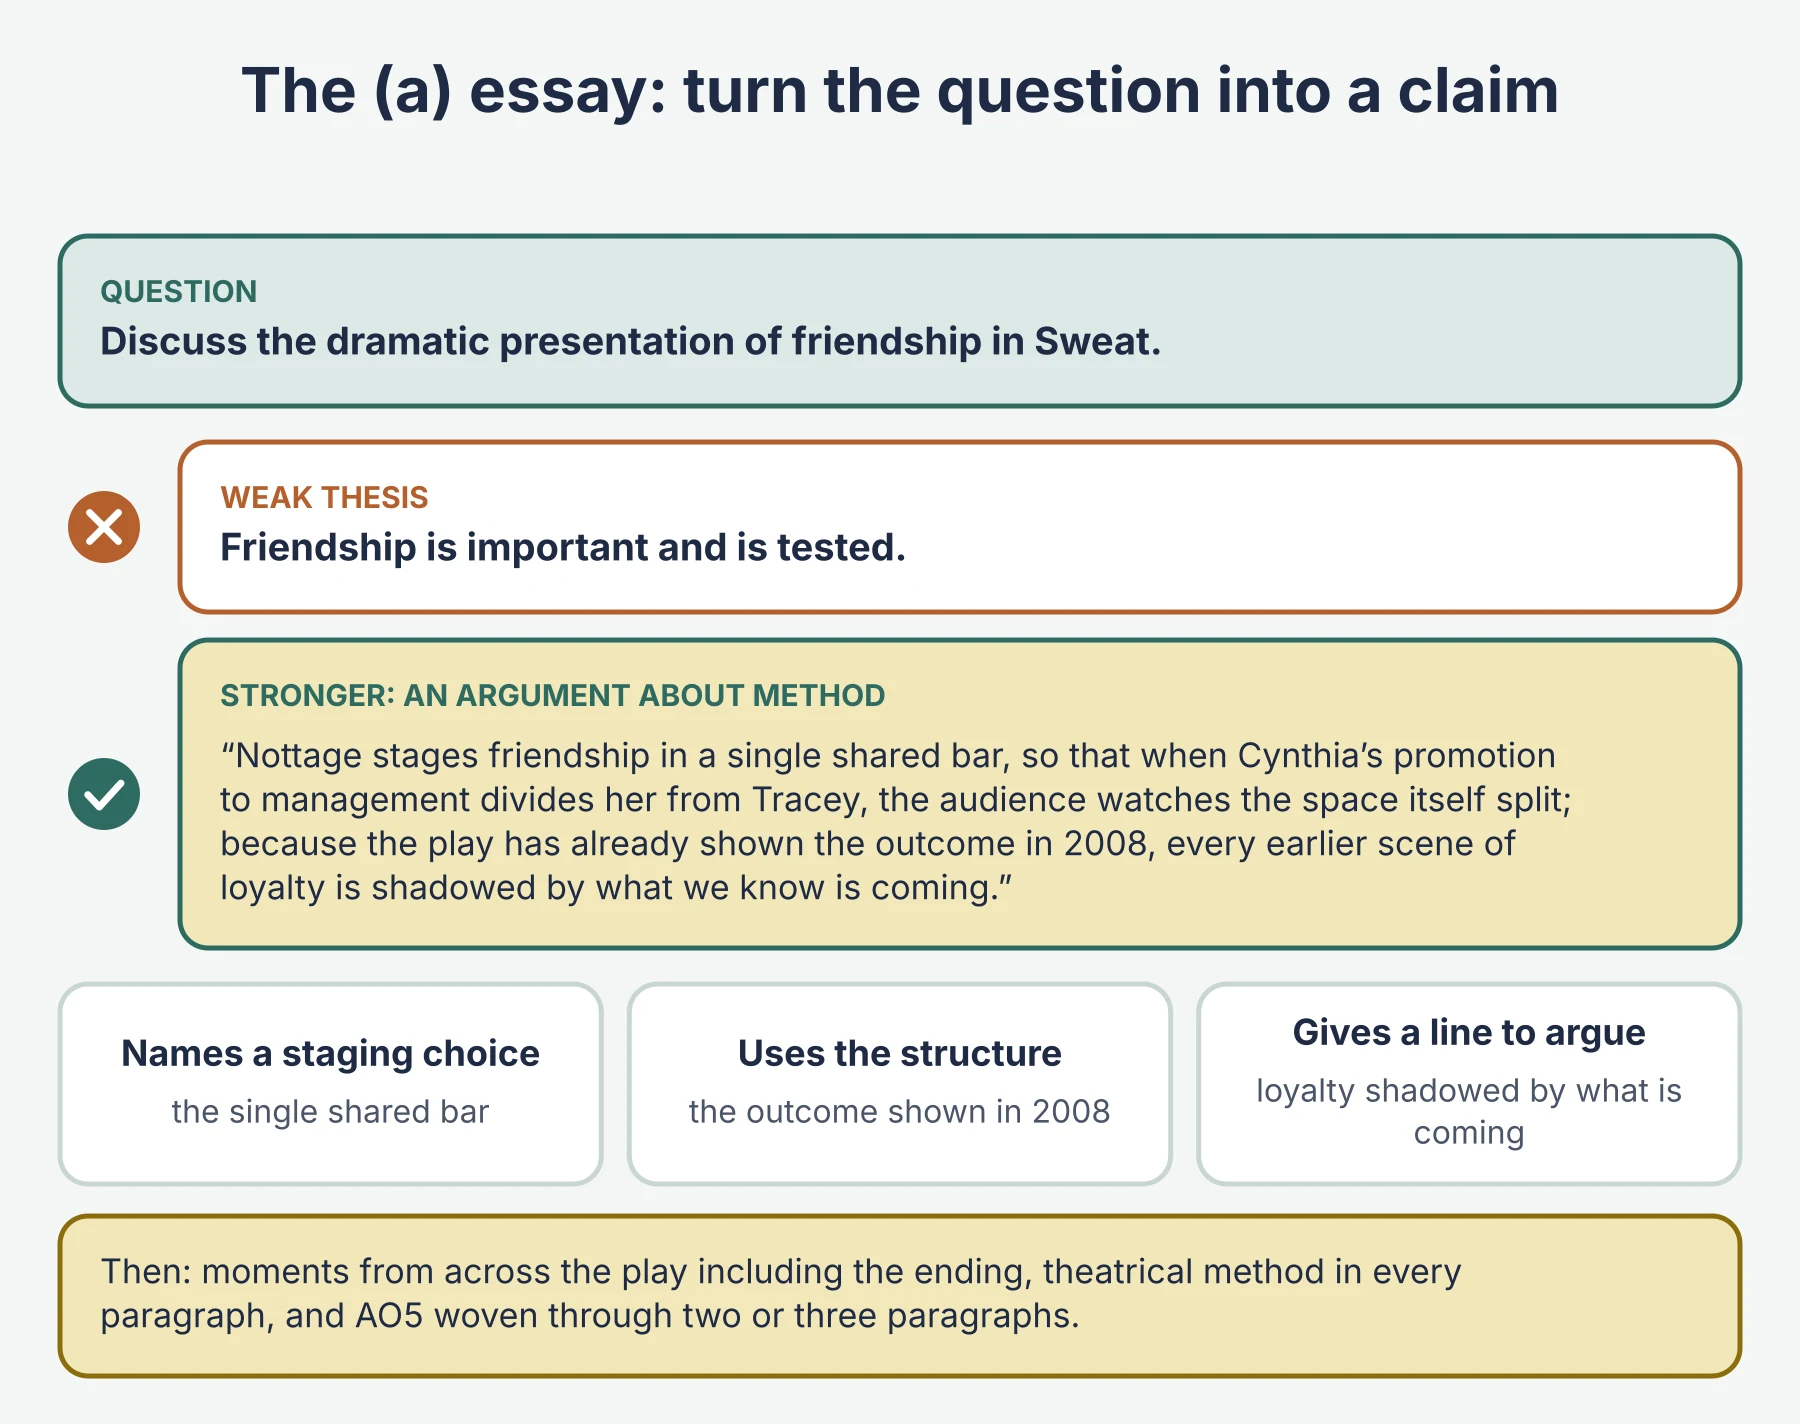 The (a) essay: turn the question into a claim
QUESTION
Discuss the dramatic presentation of friendship in Sweat.
WEAK THESIS
Friendship is important and is tested.
STRONGER: AN ARGUMENT ABOUT METHOD
“Nottage stages friendship in a single shared bar, so that when Cynthia’s promotion
to management divides her from Tracey, the audience watches the space itself split;
because the play has already shown the outcome in 2008, every earlier scene of
loyalty is shadowed by what we know is coming.”
Names a staging choice
the single shared bar
Uses the structure
the outcome shown in 2008
Gives a line to argue
loyalty shadowed by what is
coming
Then: moments from across the play including the ending, theatrical method in every
paragraph, and AO5 woven through two or three paragraphs.